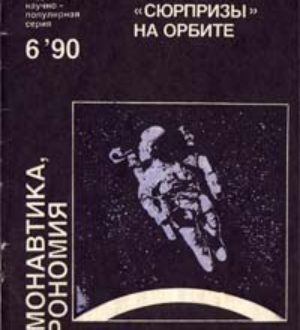 научно-
популярная
серия
6'90
«СЮРПРИЗЫ»
НА ОРБИТЕ
МОНАВТИКА,
РОНОМИЯ